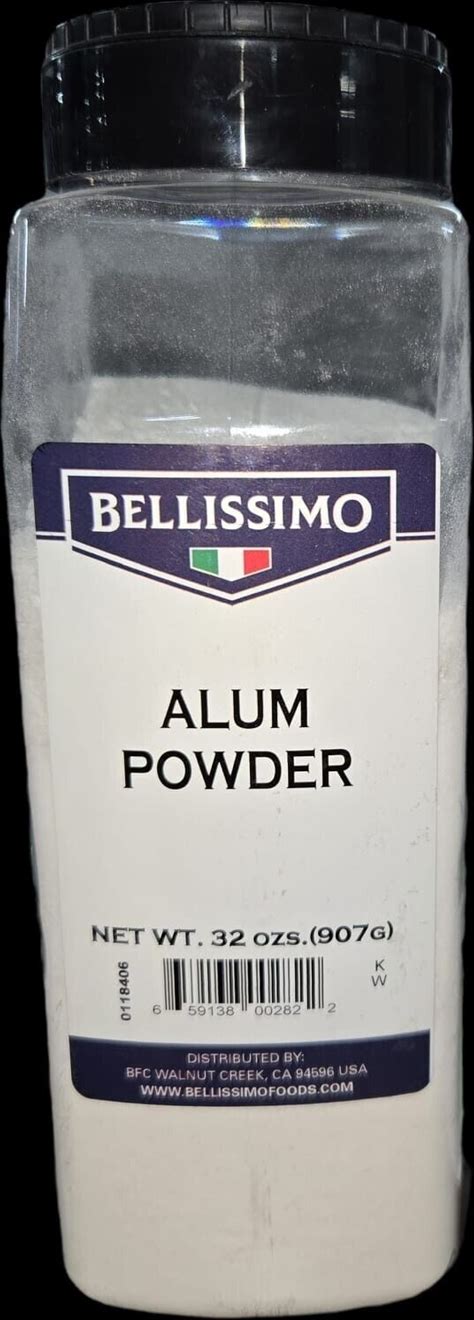 BELLISSIMO
ALUM
POWDER
NET WT. 32 ozs.(907G)
0118406
6 59138 00282 2
K
W
DISTRIBUTED BY:
BFC WALNUT CREEK, CA 94596 USA
WWW.BELLISSIMOFOODS.COM